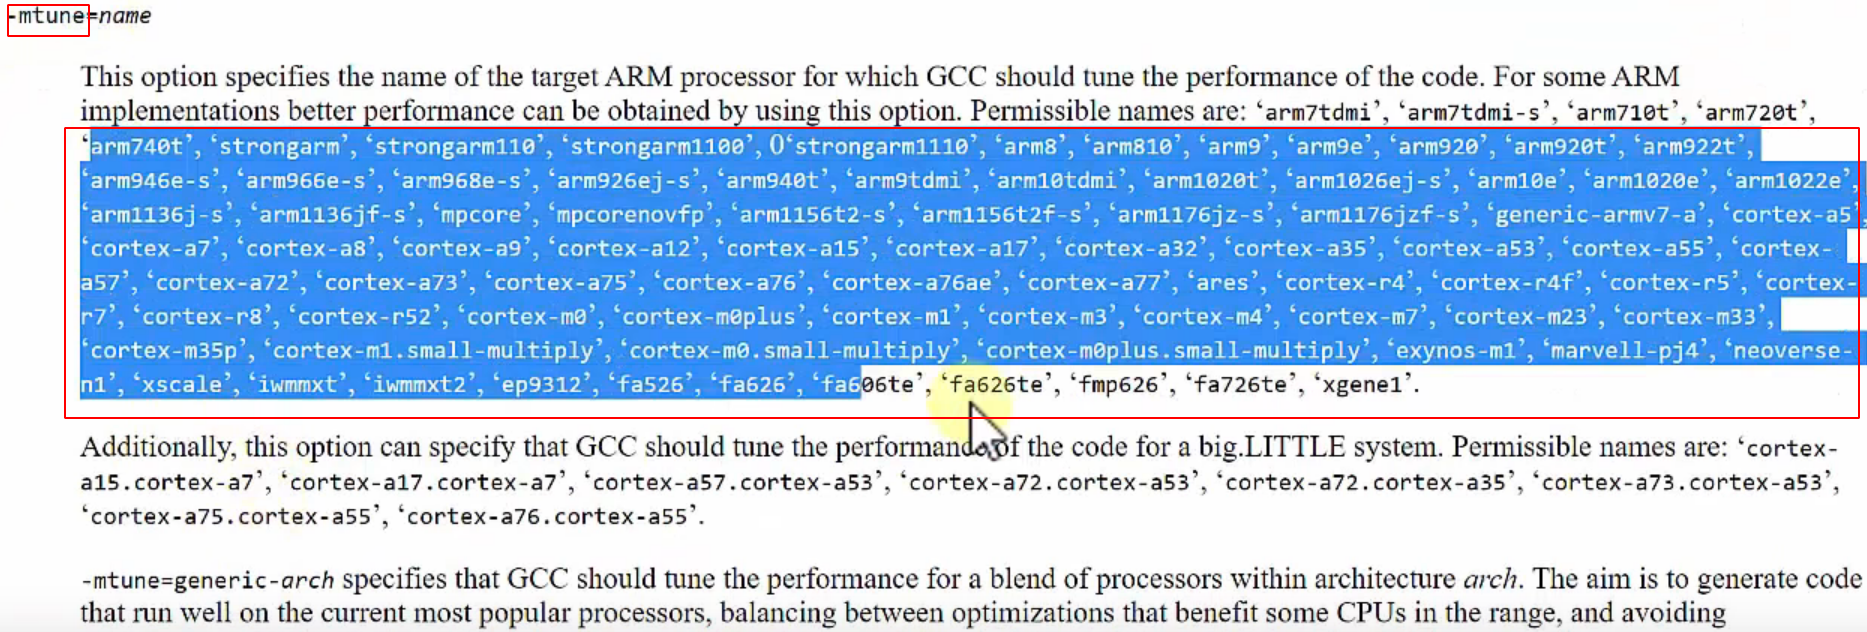 -mtune=name
This option specifies the name of the target ARM processor for which GCC should tune the performance of the code. For some ARM
implementations better performance can be obtained by using this option. Permissible names are: ‘arm7tdmi’, ‘arm7tdmi-s’, ‘arm710t’, ‘arm720t’,
‘arm740t’, ‘strongarm’, ‘strongarm110’, ‘strongarm1100’, 0‘strongarm1110’, ‘arm8’, ‘arm810’, ‘arm9’, ‘arm9e’, ‘arm920’, ‘arm920t’, ‘arm922t’,
‘arm946e-s’, ‘arm966e-s’, ‘arm968e-s’, ‘arm926ej-s’, ‘arm940t’, ‘arm9tdmi’, ‘arm10tdmi’, ‘arm1020t’, ‘arm1026ej-s’, ‘arm10e’, ‘arm1020e’, ‘arm1022e’,
‘arm1136j-s’, ‘arm1136jf-s’, ‘mpcore’, ‘mpcorenovfp’, ‘arm1156t2-s’, ‘arm1156t2f-s’, ‘arm1176jz-s’, ‘arm1176jzf-s’, ‘generic-armv7-a’, ‘cortex-a5’,
‘cortex-a7’, ‘cortex-a8’, ‘cortex-a9’, ‘cortex-a12’, ‘cortex-a15’, ‘cortex-a17’, ‘cortex-a32’, ‘cortex-a35’, ‘cortex-a53’, ‘cortex-a55’, ‘cortex-
a57’, ‘cortex-a72’, ‘cortex-a73’, ‘cortex-a75’, ‘cortex-a76’, ‘cortex-a76ae’, ‘cortex-a77’, ‘ares’, ‘cortex-r4’, ‘cortex-r4f’, ‘cortex-r5’, ‘cortex-
r7’, ‘cortex-r8’, ‘cortex-r52’, ‘cortex-m0’, ‘cortex-m0plus’, ‘cortex-m1’, ‘cortex-m3’, ‘cortex-m4’, ‘cortex-m7’, ‘cortex-m23’, ‘cortex-m33’,
‘cortex-m35p’, ‘cortex-m1.small-multiply’, ‘cortex-m0.small-multiply’, ‘cortex-m0plus.small-multiply’, ‘exynos-m1’, ‘marvell-pj4’, ‘neoverse-
n1’, ‘xscale’, ‘iwmmxt’, ‘iwmmxt2’, ‘ep9312’, ‘fa526’, ‘fa626’, ‘fa606te’, ‘fa626te’, ‘fmp626’, ‘fa726te’, ‘xgene1’.
Additionally, this option can specify that GCC should tune the performance of the code for a big.LITTLE system. Permissible names are: ‘cortex-
a15.cortex-a7’, ‘cortex-a17.cortex-a7’, ‘cortex-a57.cortex-a53’, ‘cortex-a72.cortex-a53’, ‘cortex-a72.cortex-a35’, ‘cortex-a73.cortex-a53’,
‘cortex-a75.cortex-a55’, ‘cortex-a76.cortex-a55’.
-mtune=generic-arch specifies that GCC should tune the performance for a blend of processors within architecture arch. The aim is to generate code
that run well on the current most popular processors, balancing between optimizations that benefit some CPUs in the range, and avoiding